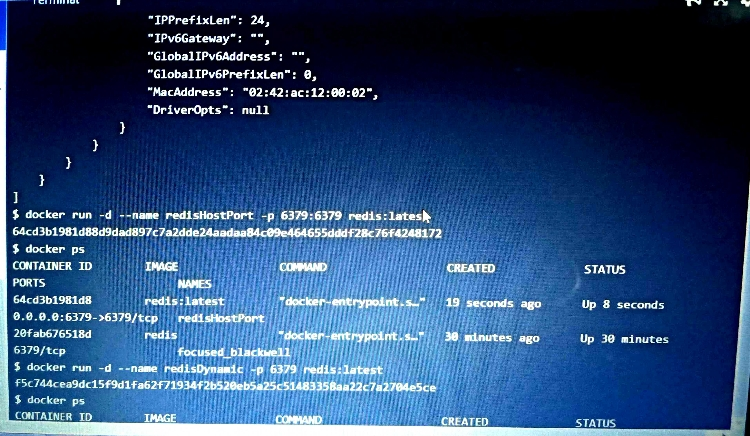 Terminal
"IPPrefixLen": 24,
"IPv6Gateway": "",
"GlobalIPv6Address": "",
"GlobalIPv6PrefixLen": 0,
"MacAddress": "02:42:ac:12:00:02",
"DriverOpts": null
}
}
}
}
]
$ docker run -d --name redisHostPort -p 6379:6379 redis:latest
64cd3b1981d88d9dad897c7a2dde24aadaa84c09e464655dddf28c76f4248172
$ docker ps
CONTAINER ID IMAGE COMMAND CREATED STATUS
PORTS NAMES
64cd3b1981d8 redis:latest "docker-entrypoint.s…" 19 seconds ago Up 8 seconds
0.0.0.0:6379->6379/tcp redisHostPort
20fab676518d redis "docker-entrypoint.s…" 30 minutes ago Up 30 minutes
6379/tcp focused_blackwell
$ docker run -d --name redisDynamic -p 6379 redis:latest
f5c744cea9dc15f9d1fa62f71934f2b520eb5a25c51483358aa22c7a2704e5ce
$ docker ps
CONTAINER ID IMAGE COMMAND CREATED STATUS